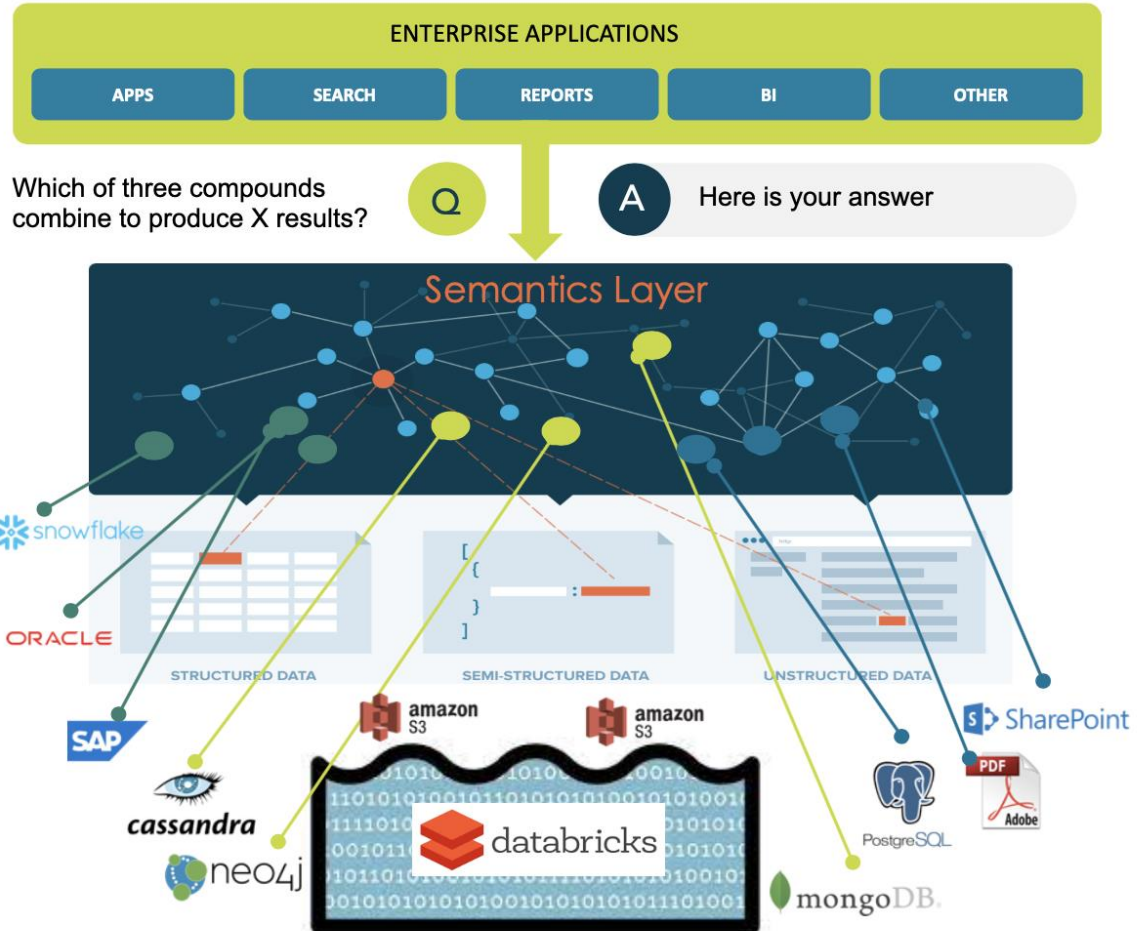 ENTERPRISE APPLICATIONS
APPS
SEARCH
REPORTS
BI
OTHER
Which of three compounds
combine to produce X results?
Q
A
Here is your answer
Semantics Layer
snowflake
ORACLE
[
{
:
}
]
STRUCTURED DATA
SEMI-STRUCTURED DATA
UNSTRUCTURED DATA
SAP
amazon
S3
amazon
S3
SharePoint
cassandra
neo4j
databricks
PostgreSQL
PDF
Adobe
mongoDB.